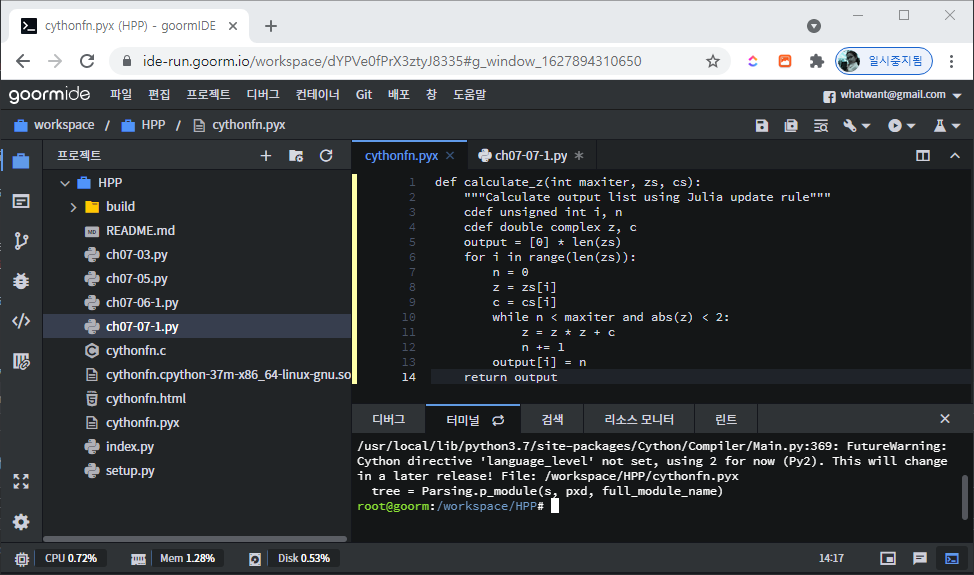 cythonfn.pyx (HPP) - goormIDE
ide-run.goorm.io/workspace/dYPVe0fPrX3ztyJ8335#g_window_1627894310650
일시중지됨
goormide 파일 편집 프로젝트 디버그 컨테이너 Git 배포 창 도움말 whatwant@gmail.com
workspace / HPP / cythonfn.pyx
프로젝트
HPP
build
README.md
ch07-03.py
ch07-05.py
ch07-06-1.py
ch07-07-1.py
cythonfn.c
cythonfn.cpython-37m-x86_64-linux-gnu.so
cythonfn.html
cythonfn.pyx
index.py
setup.py
cythonfn.pyx ch07-07-1.py
1 def calculate_z(int maxiter, zs, cs):
2 """Calculate output list using Julia update rule"""
3 cdef unsigned int i, n
4 cdef double complex z, c
5 output = [0] * len(zs)
6 for i in range(len(zs)):
7 n = 0
8 z = zs[i]
9 c = cs[i]
10 while n < maxiter and abs(z) < 2:
11 z = z * z + c
12 n += 1
13 output[i] = n
14 return output
디버그 터미널 검색 리소스 모니터 린트
/usr/local/lib/python3.7/site-packages/Cython/Compiler/Main.py:369: FutureWarning:
Cython directive 'language_level' not set, using 2 for now (Py2). This will change
in a later release! File: /workspace/HPP/cythonfn.pyx
tree = Parsing.p_module(s, pxd, full_module_name)
root@goorm:/workspace/HPP#
CPU 0.72% Mem 1.28% Disk 0.53% 14:17